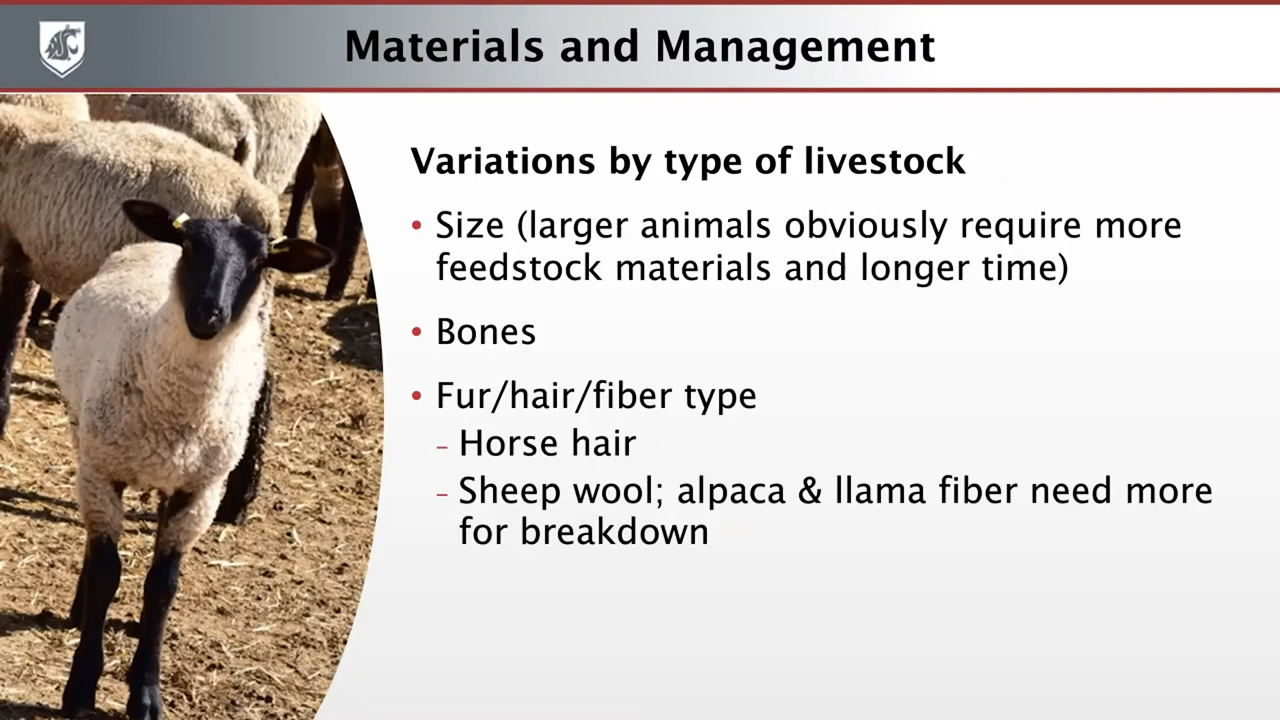 Materials and Management
Variations by type of livestock
• Size (larger animals obviously require more
feedstock materials and longer time)
• Bones
• Fur/hair/fiber type
– Horse hair
– Sheep wool; alpaca & llama fiber need more
for breakdown